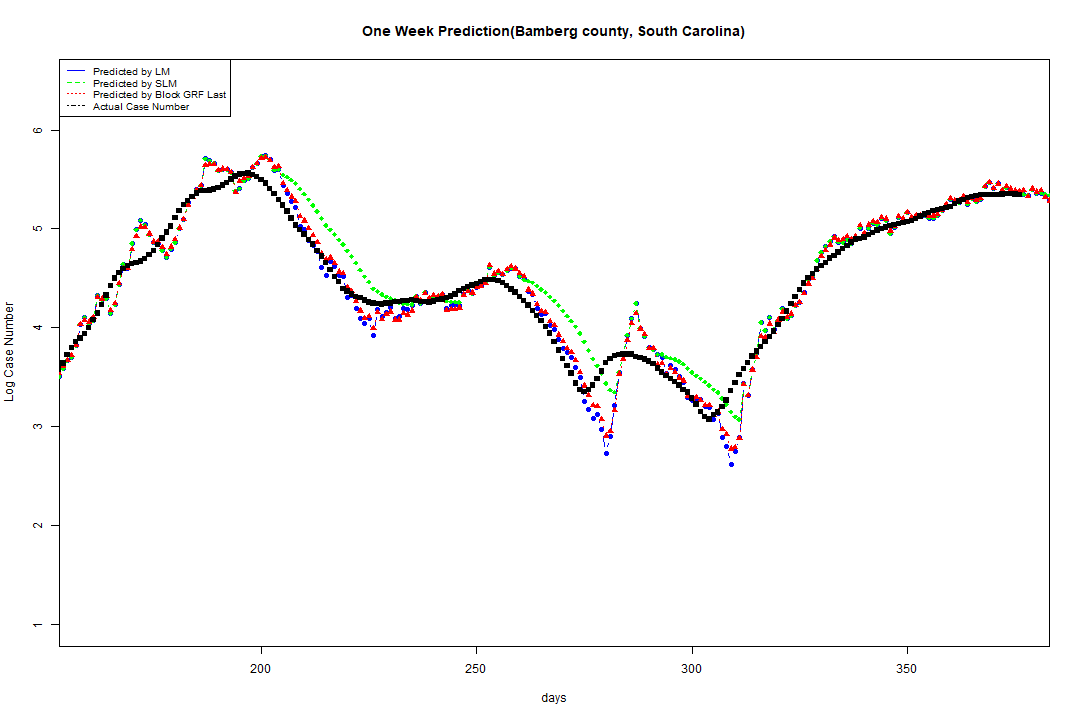 One Week Prediction(Bamberg county, South Carolina)
Predicted by LM
Predicted by SLM
Predicted by Block GRF Last
Actual Case Number
6
5
4
3
2
1
Log Case Number
200 250 300 350
days